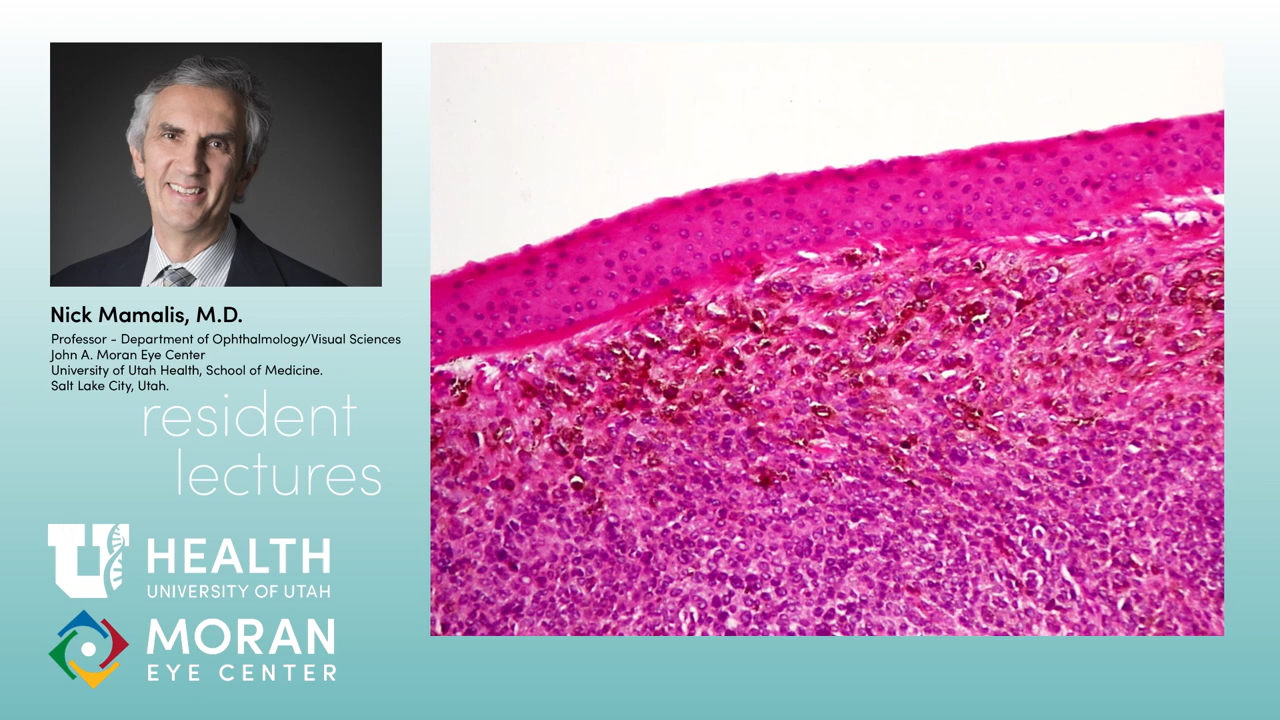 Nick Mamalis, M.D.
Professor - Department of Ophthalmology/Visual Sciences
John A. Moran Eye Center
University of Utah Health, School of Medicine.
Salt Lake City, Utah.
resident
lectures
U HEALTH
UNIVERSITY OF UTAH
MORAN
EYE CENTER